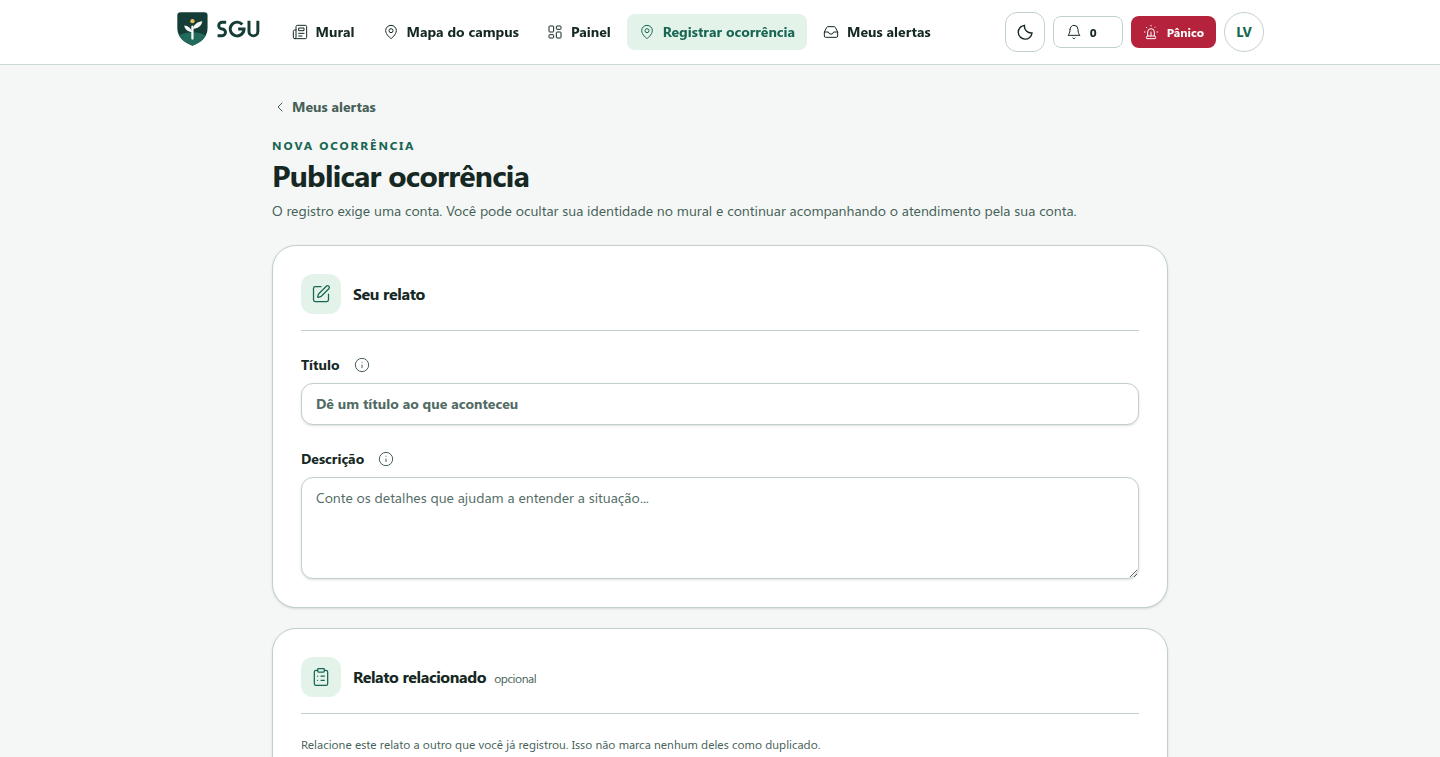 SGU
Mural
Mapa do campus
Painel
Registrar ocorrência
Meus alertas
0
Pânico
LV
Meus alertas
NOVA OCORRÊNCIA
Publicar ocorrência
O registro exige uma conta. Você pode ocultar sua identidade no mural e continuar acompanhando o atendimento pela sua conta.
Seu relato
Título
Dê um título ao que aconteceu
Descrição
Conte os detalhes que ajudam a entender a situação...
Relato relacionado opcional
Relacione este relato a outro que você já registrou. Isso não marca nenhum deles como duplicado.